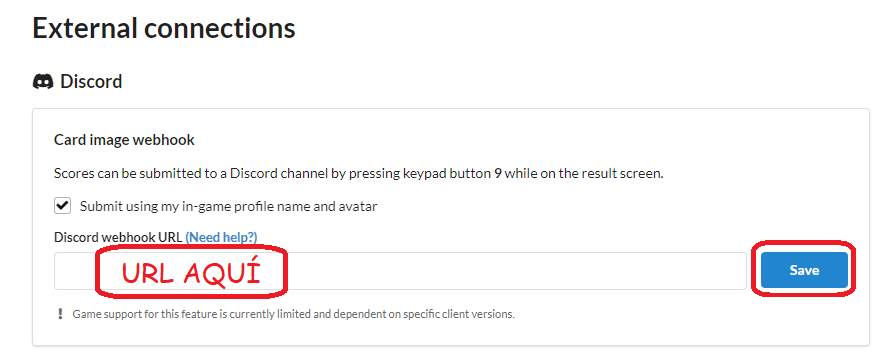 External connections
Discord
Card image webhook
Scores can be submitted to a Discord channel by pressing keypad button 9 while on the result screen.
Submit using my in-game profile name and avatar
Discord webhook URL (Need help?)
URL AQUÍ
Save
! Game support for this feature is currently limited and dependent on specific client versions.